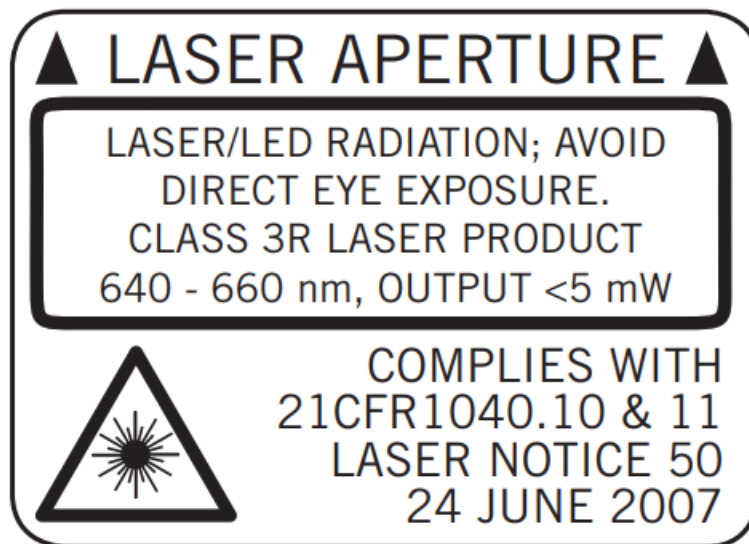 LASER APERTURE
LASER/LED RADIATION; AVOID
DIRECT EYE EXPOSURE.
CLASS 3R LASER PRODUCT
640 - 660 nm, OUTPUT <5 mW
COMPLIES WITH
21CFR1040.10 & 11
LASER NOTICE 50
24 JUNE 2007